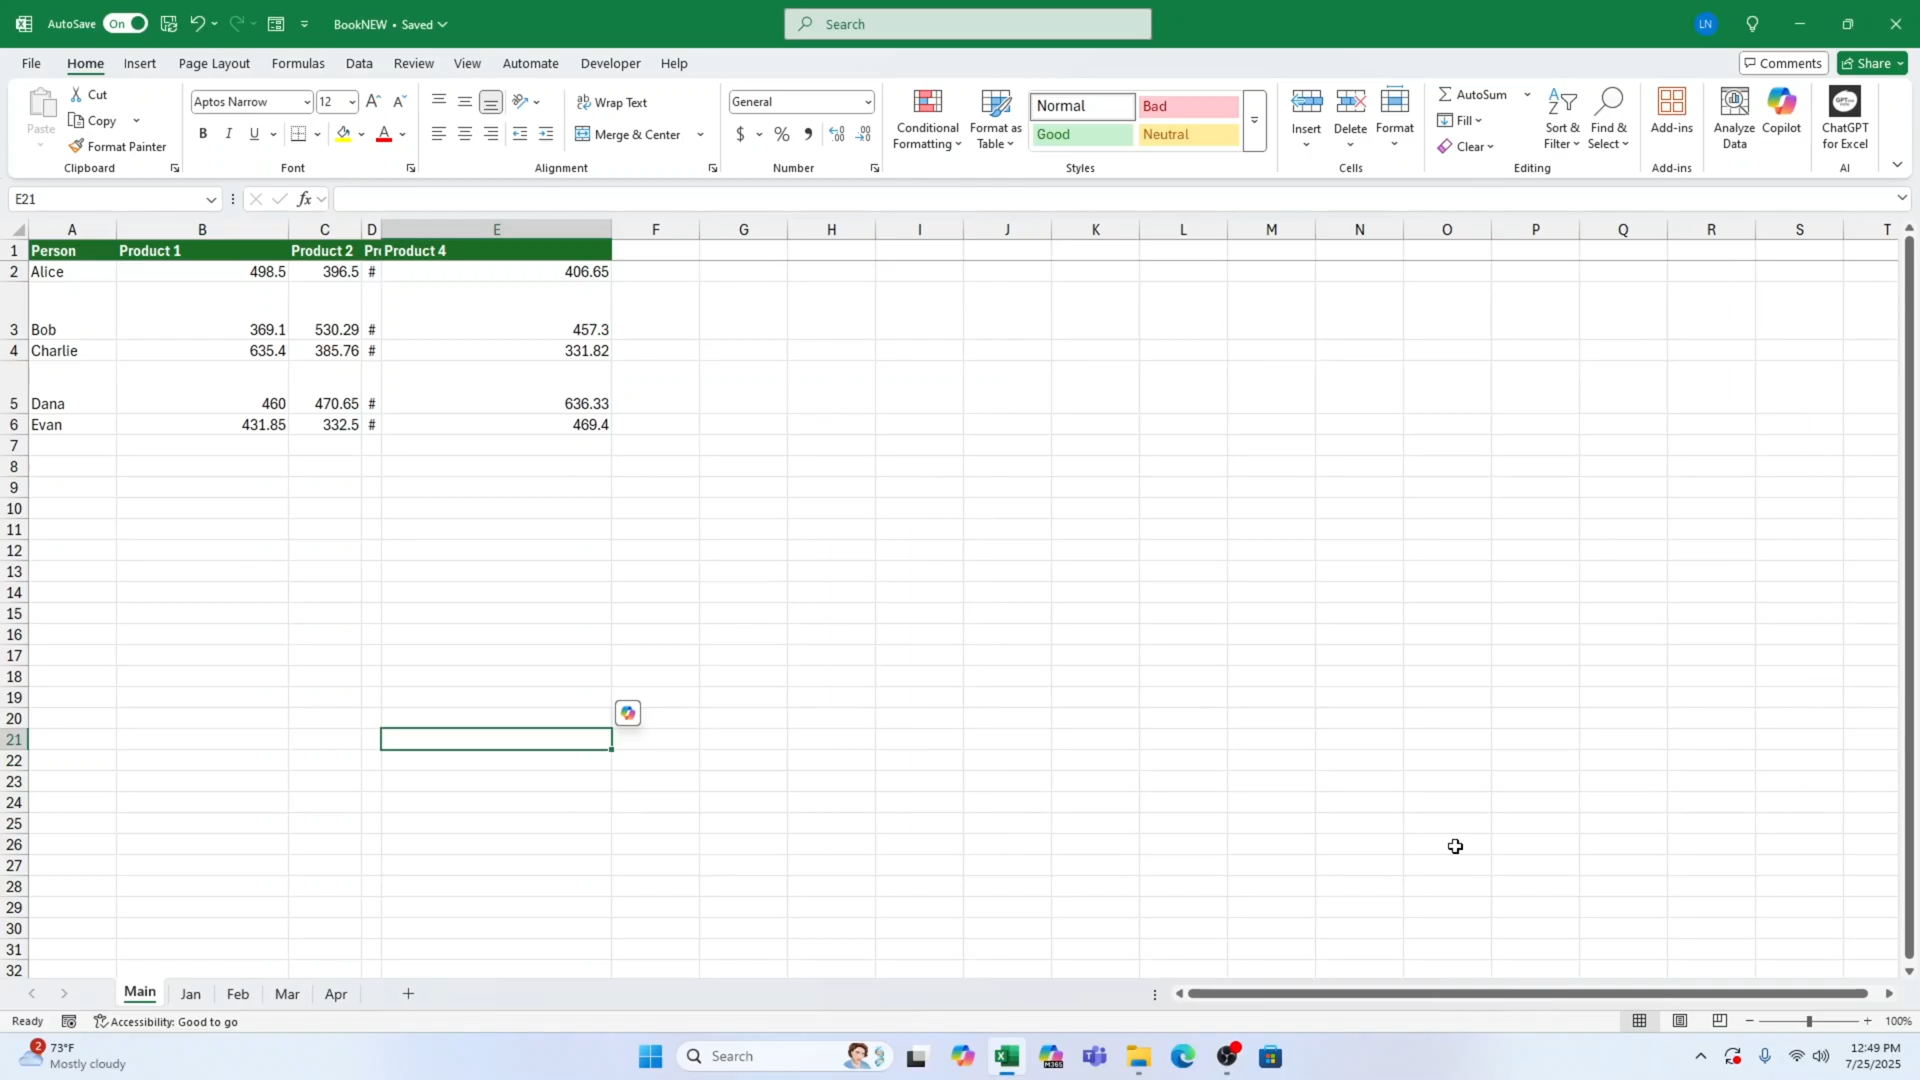 AutoSave On BookNEW • Saved Search LN
File Home Insert Page Layout Formulas Data Review View Automate Developer Help Comments Share
Paste Cut Copy Format Painter Clipboard
Aptos Narrow 12 B I U A Font
Wrap Text Merge & Center Alignment
General $ % 9 Number
Conditional Formatting Format as Table Normal Bad Good Neutral Styles
Insert Delete Format Cells
AutoSum Fill Clear Sort & Filter Find & Select Editing
Add-ins Add-ins
Analyze Data Copilot ChatGPT for Excel AI
E21 fx
A B C D E F G H I J K L M N O P Q R S T
1 Person Product 1 Product 2 Pr Product 4
2 Alice 498.5 396.5 # 406.65
3 Bob 369.1 530.29 # 457.3
4 Charlie 635.4 385.76 # 331.82
5 Dana 460 470.65 # 636.33
6 Evan 431.85 332.5 # 469.4
7
8
9
10
11
12
13
14
15
16
17
18
19
20
21
22
23
24
25
26
27
28
29
30
31
32
Main Jan Feb Mar Apr
Ready Accessibility: Good to go 100%
2 73°F Search M365 12:49 PM
Mostly cloudy 7/25/2025